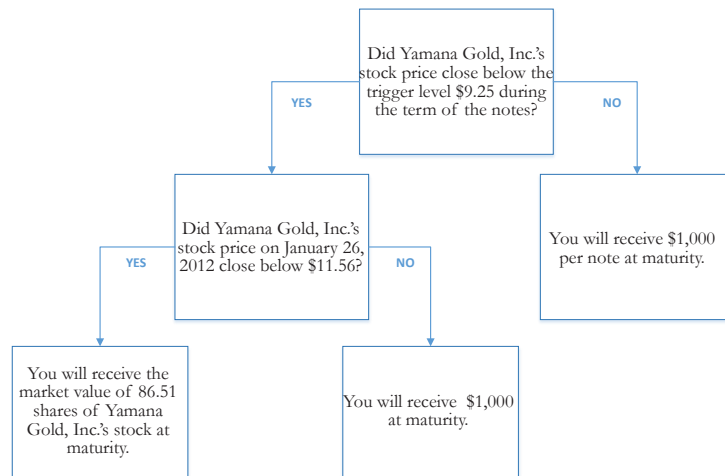 Did Yamana Gold, Inc.'s
stock price close below the
trigger level $9.25 during
the term of the notes?
YES
NO
Did Yamana Gold, Inc.'s
stock price on January 26,
2012 close below $11.56?
You will receive $1,000
per note at maturity.
YES
NO
You will receive the
market value of 86.51
shares of Yamana
Gold, Inc.'s stock at
maturity.
You will receive $1,000
at maturity.